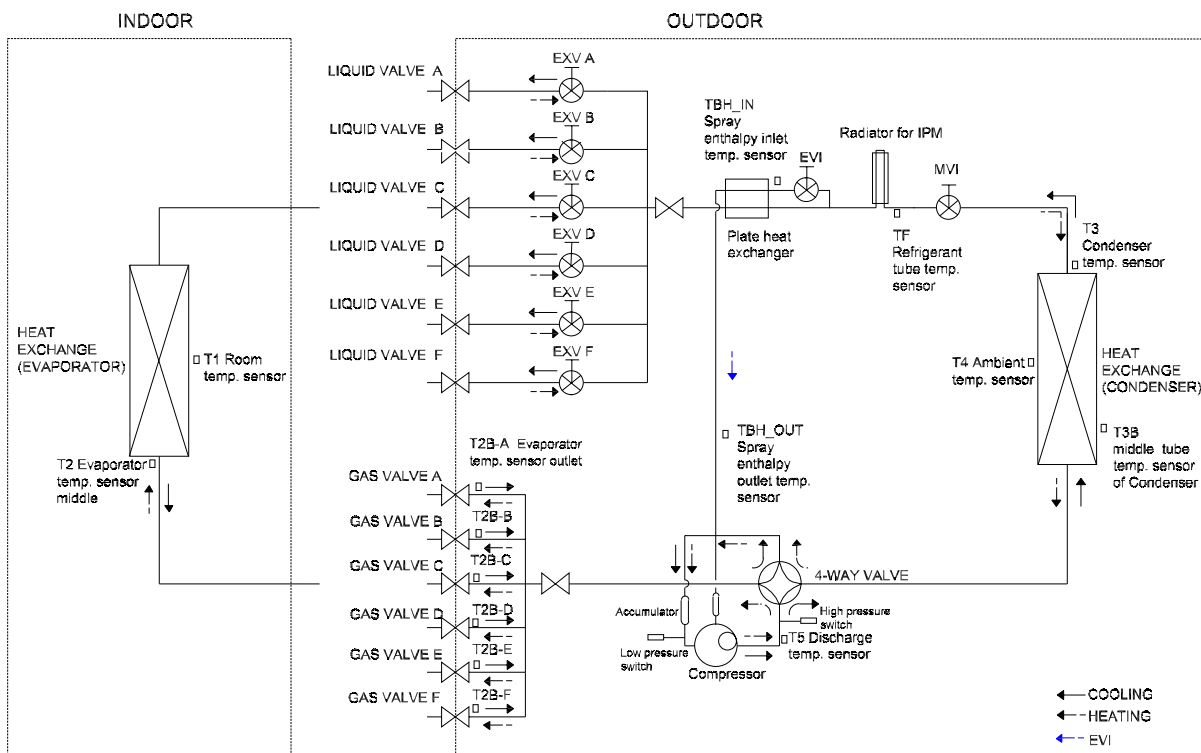 INDOOR
OUTDOOR
LIQUID VALVE A
EXV A
LIQUID VALVE B
EXV B
LIQUID VALVE C
EXV C
LIQUID VALVE D
EXV D
LIQUID VALVE E
EXV E
LIQUID VALVE F
EXV F
TBH_IN
Spray
enthalpy inlet
temp. sensor
EVI
Plate heat
exchanger
Radiator for IPM
MVI
TF
Refrigerant
tube temp.
sensor
T3
Condenser
temp. sensor
HEAT
EXCHANGE
(EVAPORATOR)
T1 Room
temp. sensor
T2 Evaporator
temp. sensor
middle
T4 Ambient
temp. sensor
HEAT
EXCHANGE
(CONDENSER)
T3B
middle tube
temp. sensor
of Condenser
TBH_OUT
Spray
enthalpy
outlet temp.
sensor
T2B-A Evaporator
temp. sensor outlet
GAS VALVE A
GAS VALVE B
T2B-B
GAS VALVE C
T2B-C
GAS VALVE D
T2B-D
GAS VALVE E
T2B-E
GAS VALVE F
T2B-F
4-WAY VALVE
Accumulator
Low pressure
switch
Compressor
High pressure
switch
T5 Discharge
temp. sensor
COOLING
HEATING
EVI